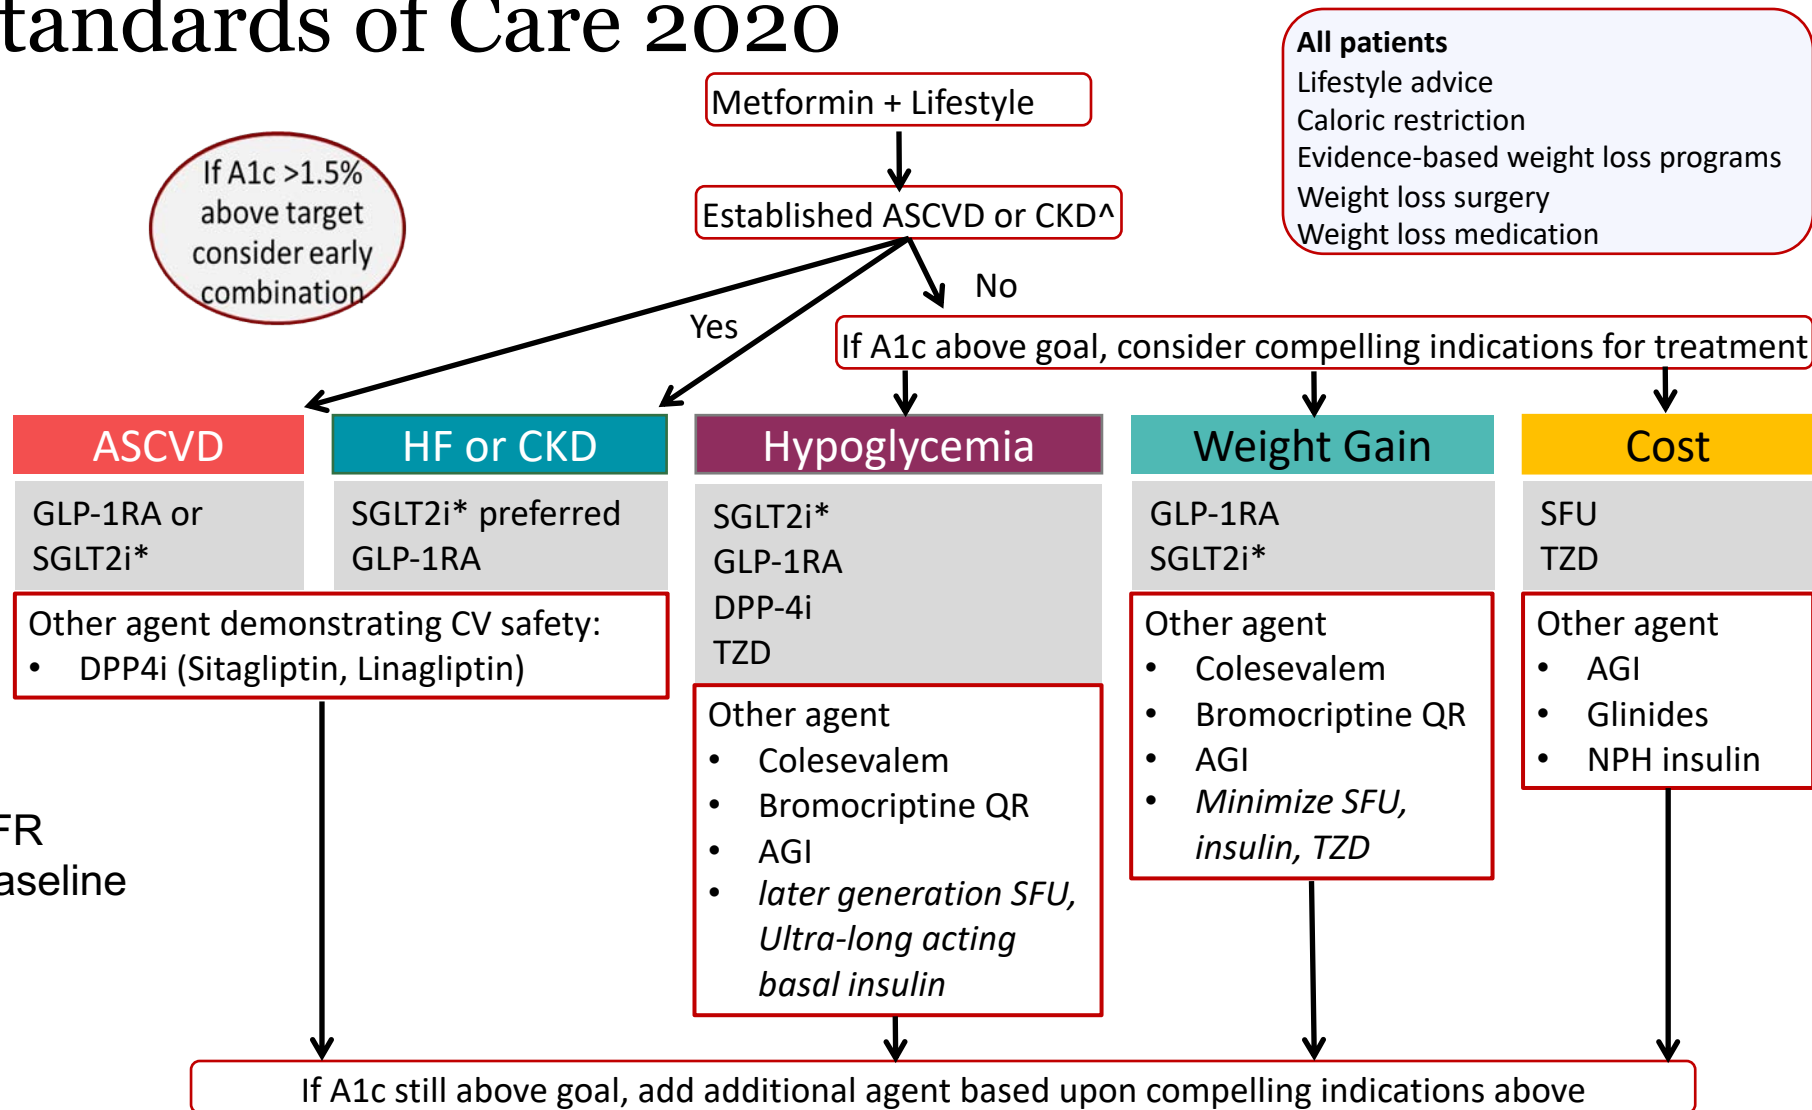 tandards of Care 2020
All patients
Lifestyle advice
Caloric restriction
Evidence-based weight loss programs
Weight loss surgery
Weight loss medication
Metformin + Lifestyle
If A1c >1.5%
above target
consider early
combination
Established ASCVD or CKD^
Yes
No
If A1c above goal, consider compelling indications for treatment
ASCVD
GLP-1RA or
SGLT2i*
HF or CKD
SGLT2i* preferred
GLP-1RA
Other agent demonstrating CV safety:
• DPP4i (Sitagliptin, Linagliptin)
Hypoglycemia
SGLT2i*
GLP-1RA
DPP-4i
TZD
Other agent
• Colesevalem
• Bromocriptine QR
• AGI
• later generation SFU,
Ultra-long acting
basal insulin
Weight Gain
GLP-1RA
SGLT2i*
Other agent
• Colesevalem
• Bromocriptine QR
• AGI
• Minimize SFU,
insulin, TZD
Cost
SFU
TZD
Other agent
• AGI
• Glinides
• NPH insulin
FR
aseline
If A1c still above goal, add additional agent based upon compelling indications above